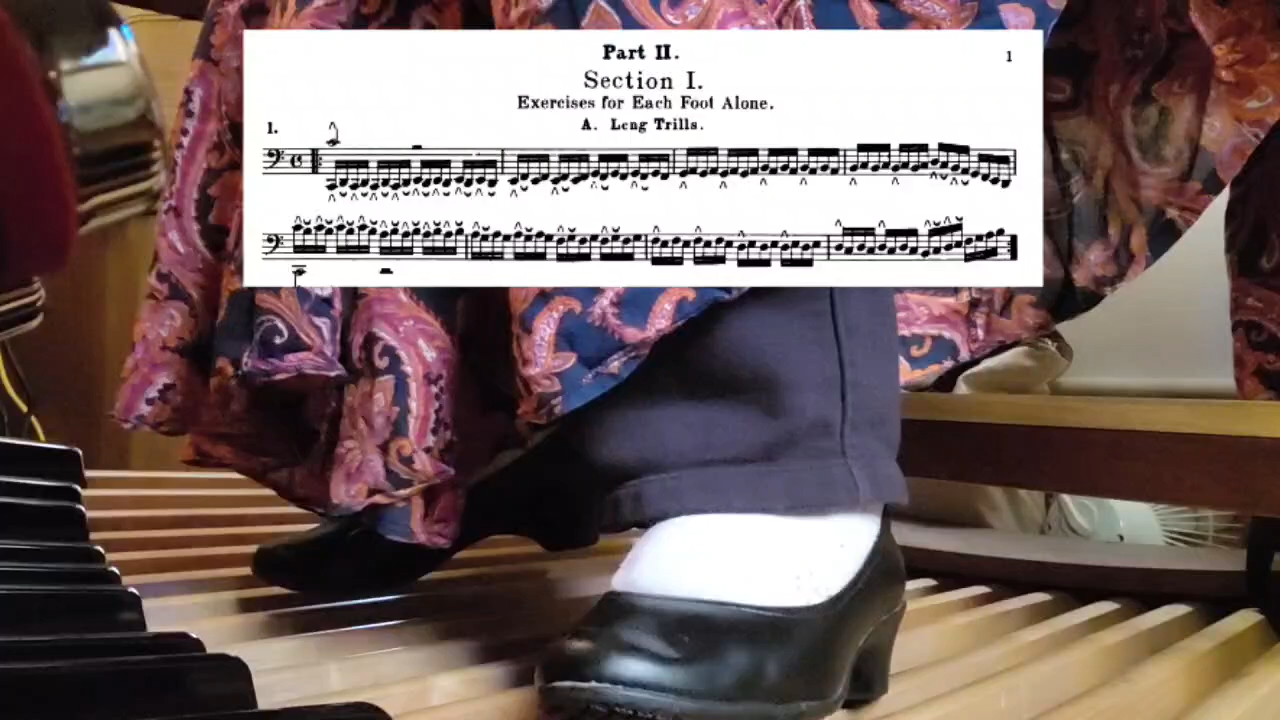 Part II.
1
Section I.
Exercises for Each Foot Alone.
A. Long Trills.
1.